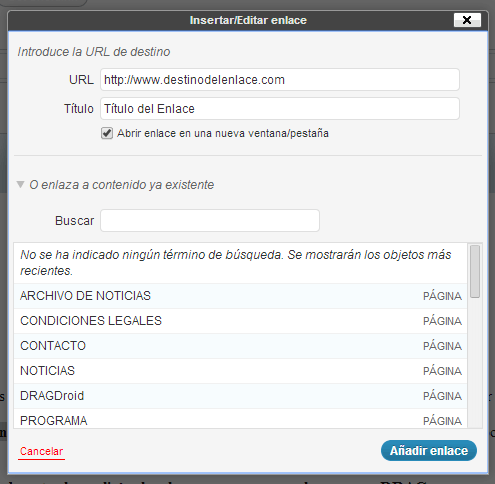 Insertar/Editar enlace
Introduce la URL de destino
URL http://www.destinodelenlace.com
Título Título del Enlace
Abrir enlace en una nueva ventana/pestaña
O enlaza a contenido ya existente
Buscar
No se ha indicado ningún término de búsqueda. Se mostrarán los objetos más
recientes.
ARCHIVO DE NOTICIAS PÁGINA
CONDICIONES LEGALES PÁGINA
CONTACTO PÁGINA
NOTICIAS PÁGINA
DRAGDroid PÁGINA
PROGRAMA PÁGINA
Cancelar Añadir enlace